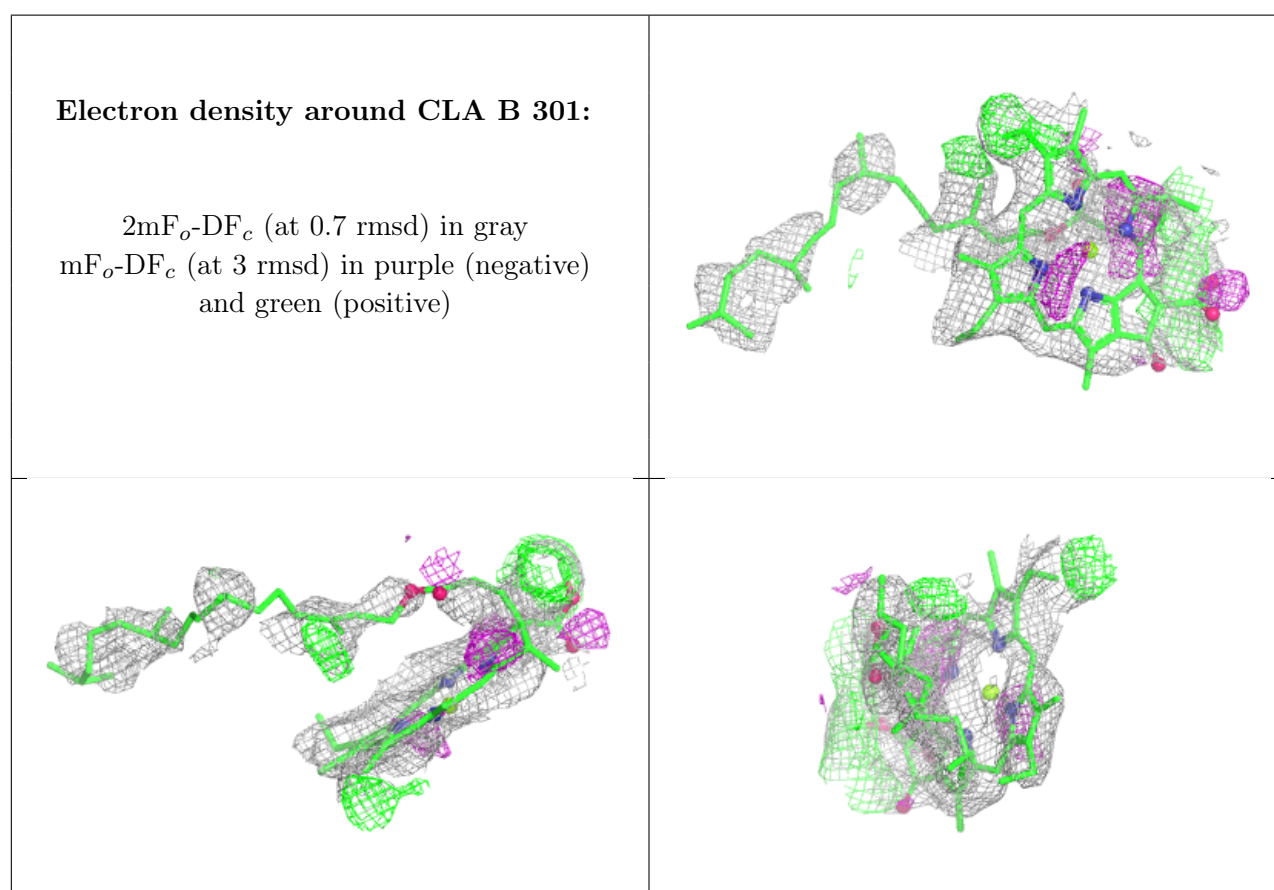 Electron density around CLA B 301:
2mFo-DFc (at 0.7 rmsd) in gray
mFo-DFc (at 3 rmsd) in purple (negative)
and green (positive)